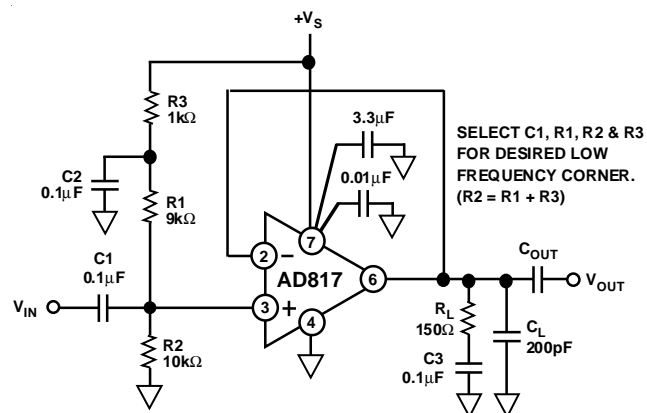 +VS
R3
1kΩ
3.3μF
SELECT C1, R1, R2 & R3
FOR DESIRED LOW
FREQUENCY CORNER.
(R2 = R1 + R3)
C2
0.1μF
0.01μF
R1
9kΩ
7
2
−
AD817
6
C1
0.1μF
COUT
VIN
3
+
4
VOUT
R2
10kΩ
RL
150Ω
CL
200pF
C3
0.1μF